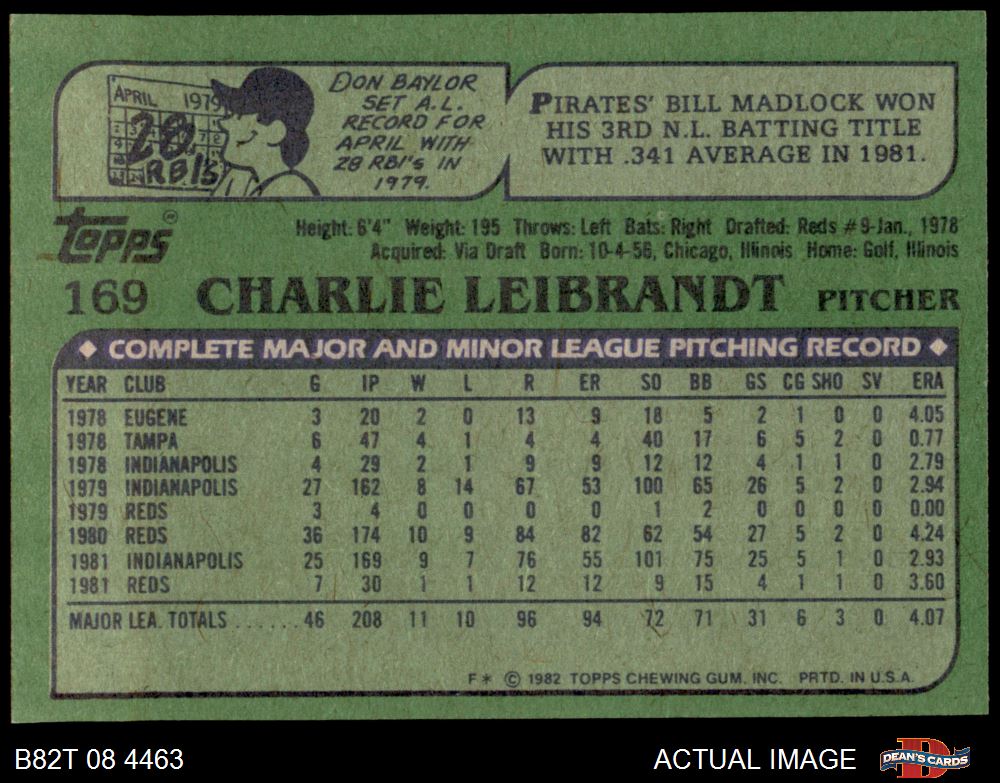 APRIL 1979
28
RBI'S
DON BAYLOR
SET A.L.
RECORD FOR
APRIL WITH
28 RBI's IN
1979.
PIRATES' BILL MADLOCK WON
HIS 3RD N.L. BATTING TITLE
WITH .341 AVERAGE IN 1981.
Topps®
Height: 6'4" Weight: 195 Throws: Left Bats: Right Drafted: Reds #9-Jan., 1978
Acquired: Via Draft Born: 10-4-56, Chicago, Illinois Home: Golf, Illinois
169 CHARLIE LEIBRANDT PITCHER
◆ COMPLETE MAJOR AND MINOR LEAGUE PITCHING RECORD ◆
YEAR CLUB G IP W L R ER SO BB GS CG SHO SV ERA
1978 EUGENE 3 20 2 0 13 9 18 5 2 1 0 0 4.05
1978 TAMPA 6 47 4 1 4 4 40 17 6 5 2 0 0.77
1978 INDIANAPOLIS 4 29 2 1 9 9 12 12 4 1 1 0 2.79
1979 INDIANAPOLIS 27 162 8 14 67 53 100 65 26 5 2 0 2.94
1979 REDS 3 4 0 0 0 0 1 2 0 0 0 0 0.00
1980 REDS 36 174 10 9 84 82 62 54 27 5 2 0 4.24
1981 INDIANAPOLIS 25 169 9 7 76 55 101 75 25 5 1 0 2.93
1981 REDS 7 30 1 1 12 12 9 15 4 1 1 0 3.60
MAJOR LEA. TOTALS ......46 208 11 10 96 94 72 71 31 6 3 0 4.07
F* © 1982 TOPPS CHEWING GUM, INC. PRTD. IN U.S.A.
B82T 08 4463 ACTUAL IMAGE DEAN'S CARDS